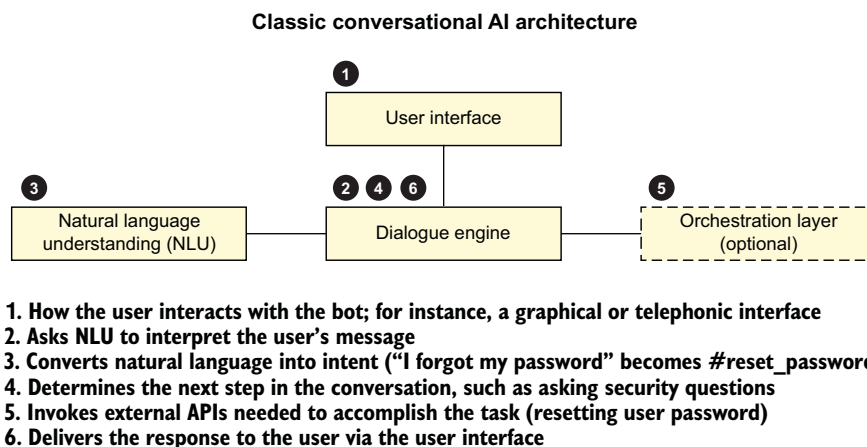 Classic conversational AI architecture
1
User interface
3
2 4 6
5
Natural language
understanding (NLU)
Dialogue engine
Orchestration layer
(optional)
1. How the user interacts with the bot; for instance, a graphical or telephonic interface
2. Asks NLU to interpret the user's message
3. Converts natural language into intent (“I forgot my password” becomes #reset_password
4. Determines the next step in the conversation, such as asking security questions
5. Invokes external APIs needed to accomplish the task (resetting user password)
6. Delivers the response to the user via the user interface